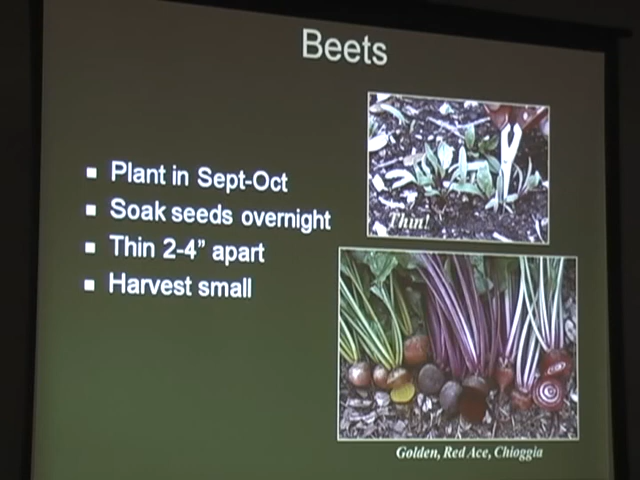 Beets
Plant in Sept-Oct
Soak seeds overnight
Thin 2-4" apart
Harvest small
Thin!
Golden, Red Ace, Chioggia